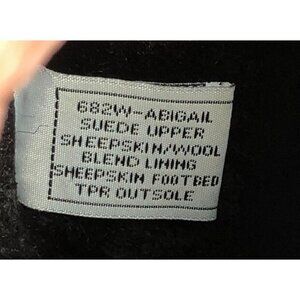 682W-ABIGAIL
SUEDE UPPER
SHEEPSKIN/WOOL
BLEND LINING
SHEEPSKIN FOOTBED
TPR OUTSOLE